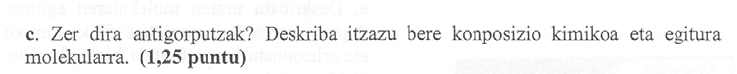 c. Zer dira antigorputzak? Deskriba itzazu bere konposizio kimikoa eta egitura
molekularra. (1,25 puntu)